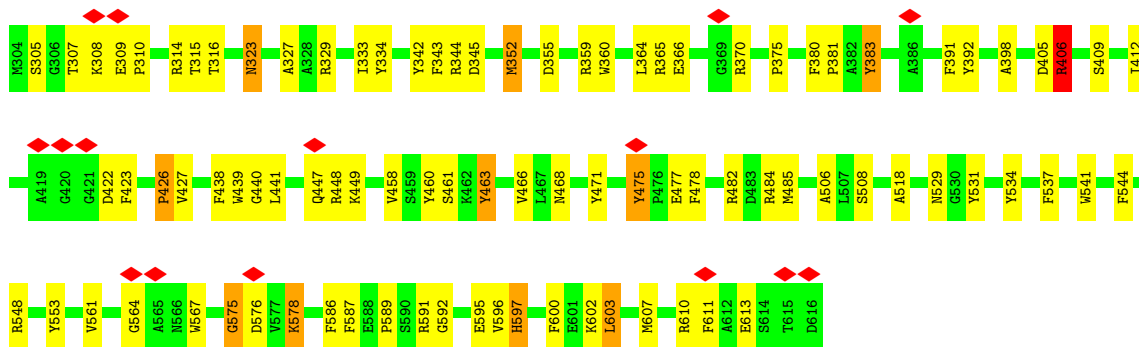 M304 S305 G306 T307 K308 E309 P310 R314 T315 T316 N323 A327 A328 R329 I333 Y334 Y342 F343 R344 D345 M352 D355 R359 W360 L364 R365 E366 G369 R370 P375 F380 P381 A382 Y383 A386 F391 Y392 A398 D405 R406 S409 I412
A419 G420 G421 D422 F423 P426 V427 F438 W439 G440 L441 Q447 R448 K449 V458 S459 Y460 S461 K462 Y463 V466 L467 N468 Y471 Y475 P476 E477 F478 R482 D483 R484 M485 A506 L507 S508 A518 N529 G530 Y531 Y534 F537 W541 F544
R548 Y553 V561 G564 A565 N566 W567 G575 D576 V577 K578 F586 F587 E588 P589 S590 R591 G592 E595 V596 H597 F600 E601 K602 L603 M607 R610 F611 A612 E613 S614 T615 D616